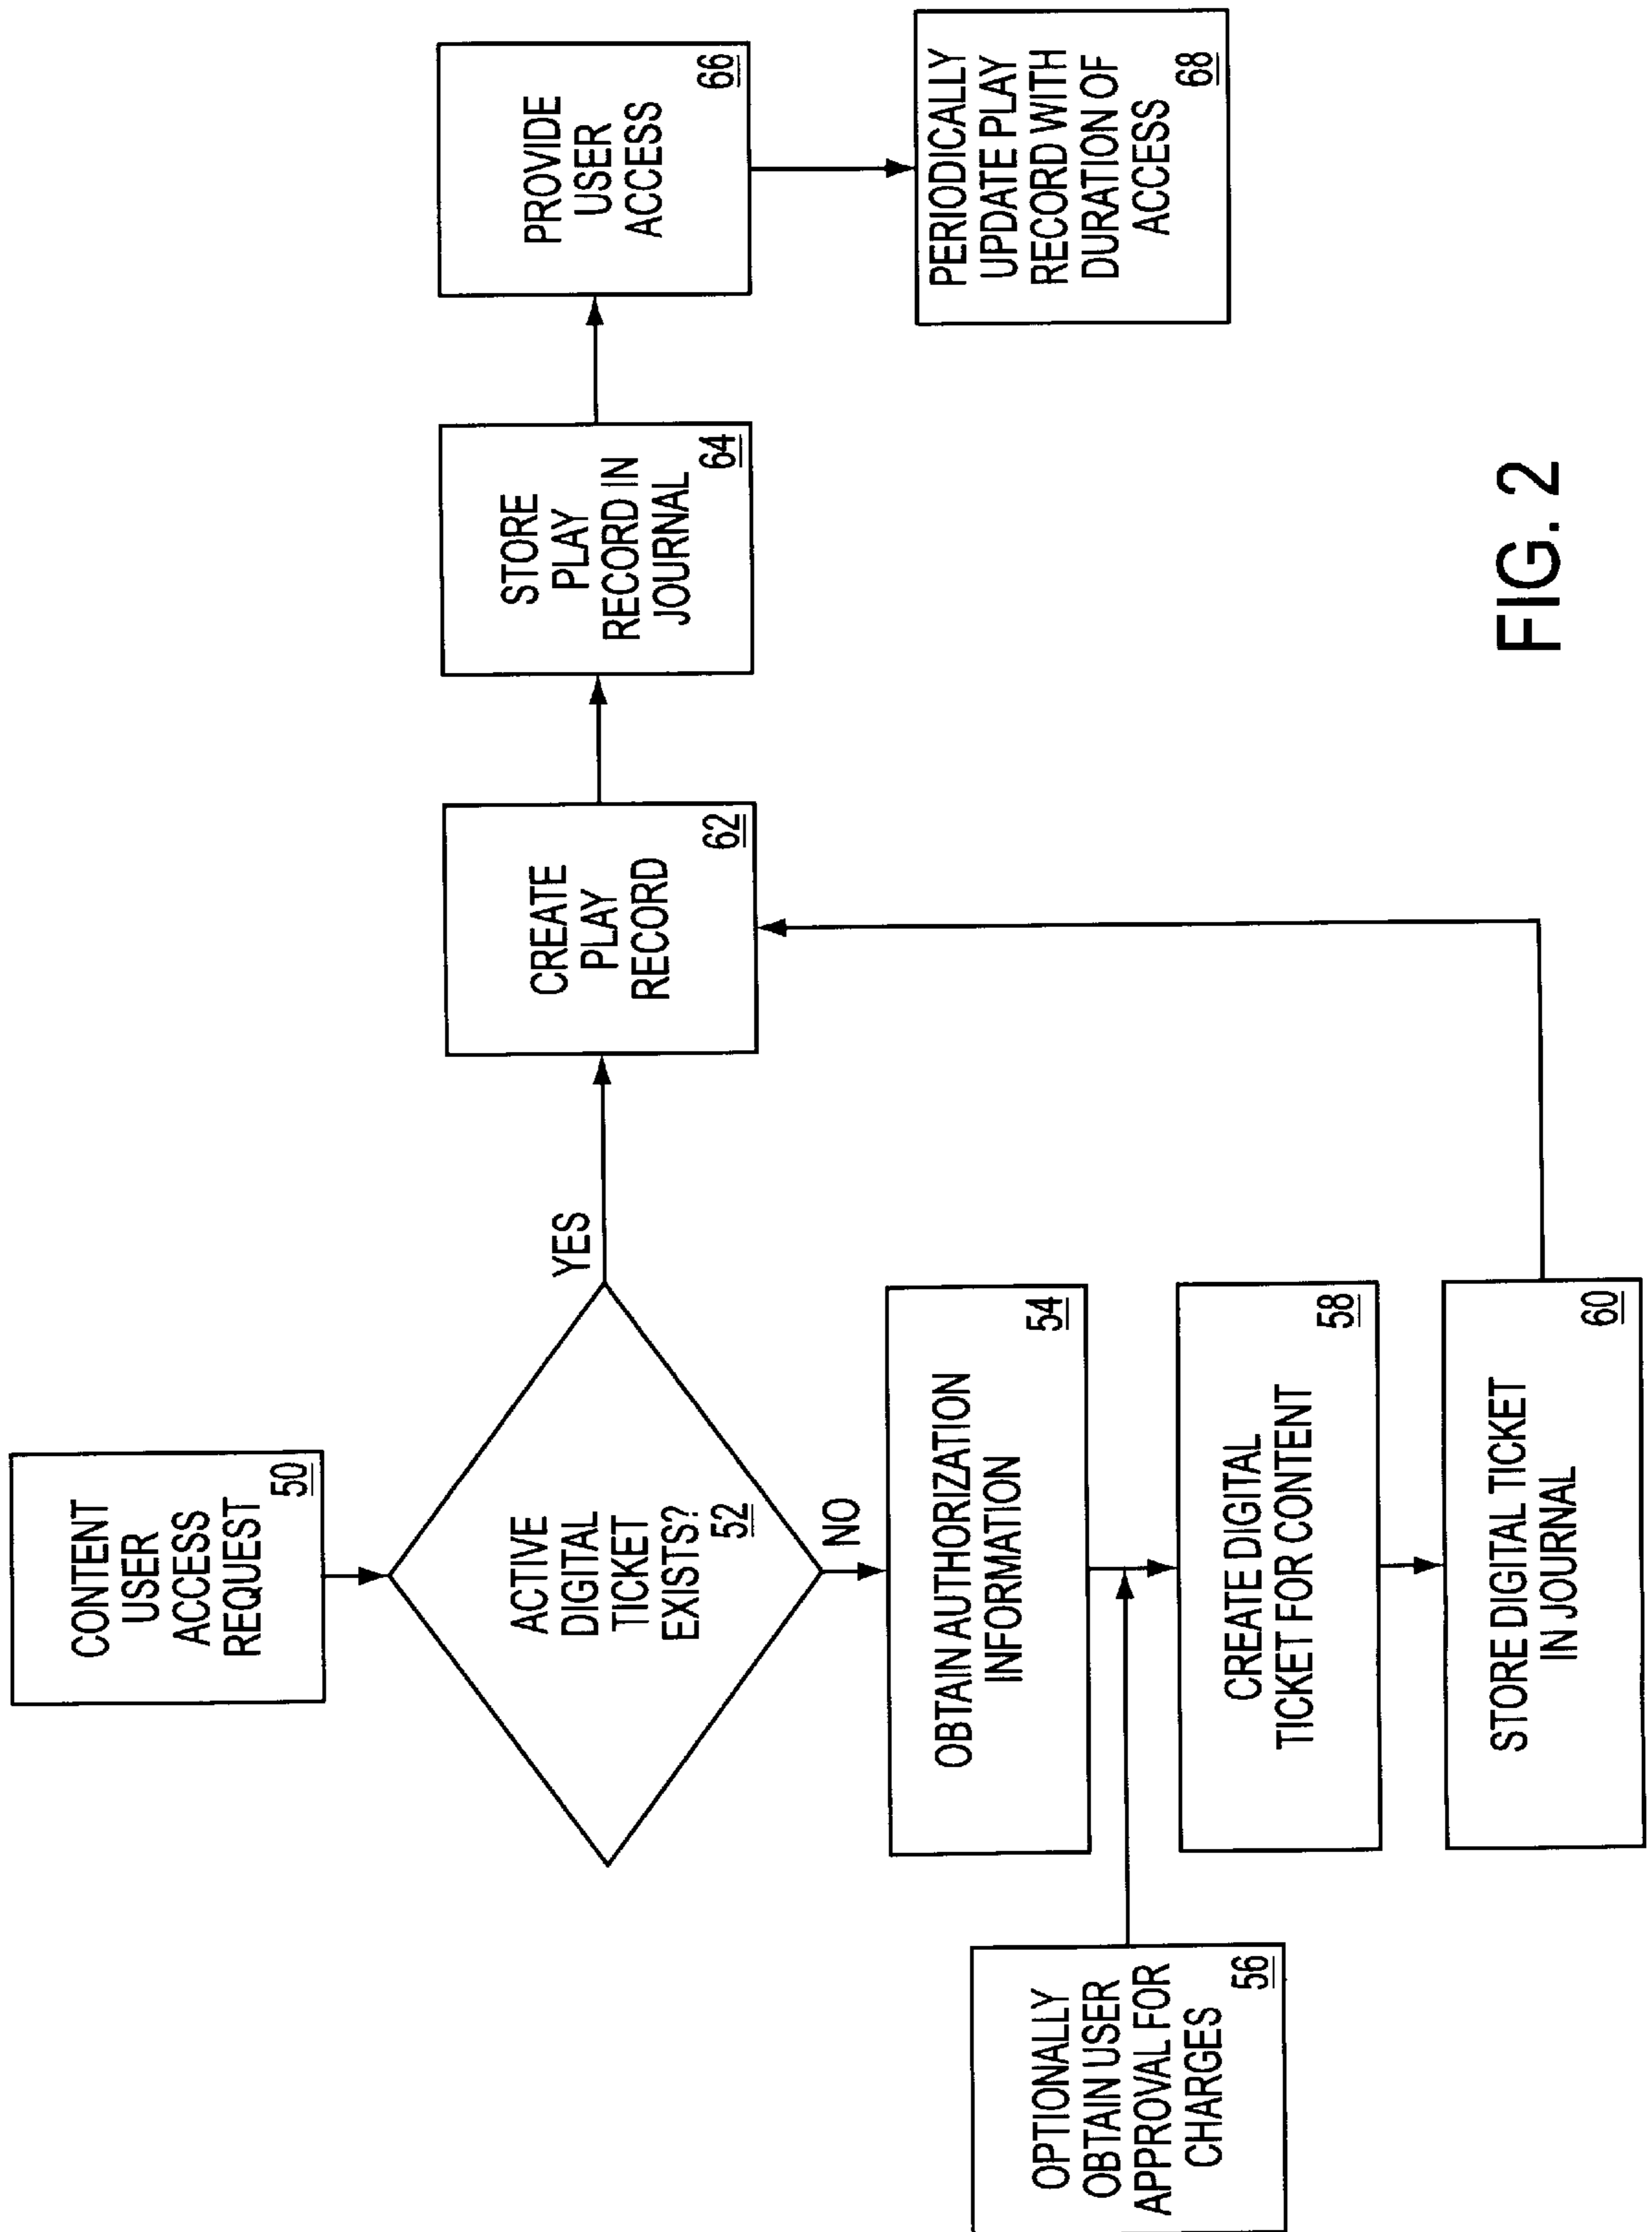 CONTENT
USER
ACCESS
REQUEST
50
ACTIVE
DIGITAL
TICKET
EXISTS?
52
YES
NO
OBTAIN AUTHORIZATION
INFORMATION
54
OPTIONALLY
OBTAIN USER
APPROVAL FOR
CHARGES
56
CREATE DIGITAL
TICKET FOR CONTENT
58
STORE DIGITAL TICKET
IN JOURNAL
60
CREATE
PLAY
RECORD
62
STORE
PLAY
RECORD IN
JOURNAL
64
PROVIDE
USER
ACCESS
66
PERIODICALLY
UPDATE PLAY
RECORD WITH
DURATION OF
ACCESS
68
FIG. 2